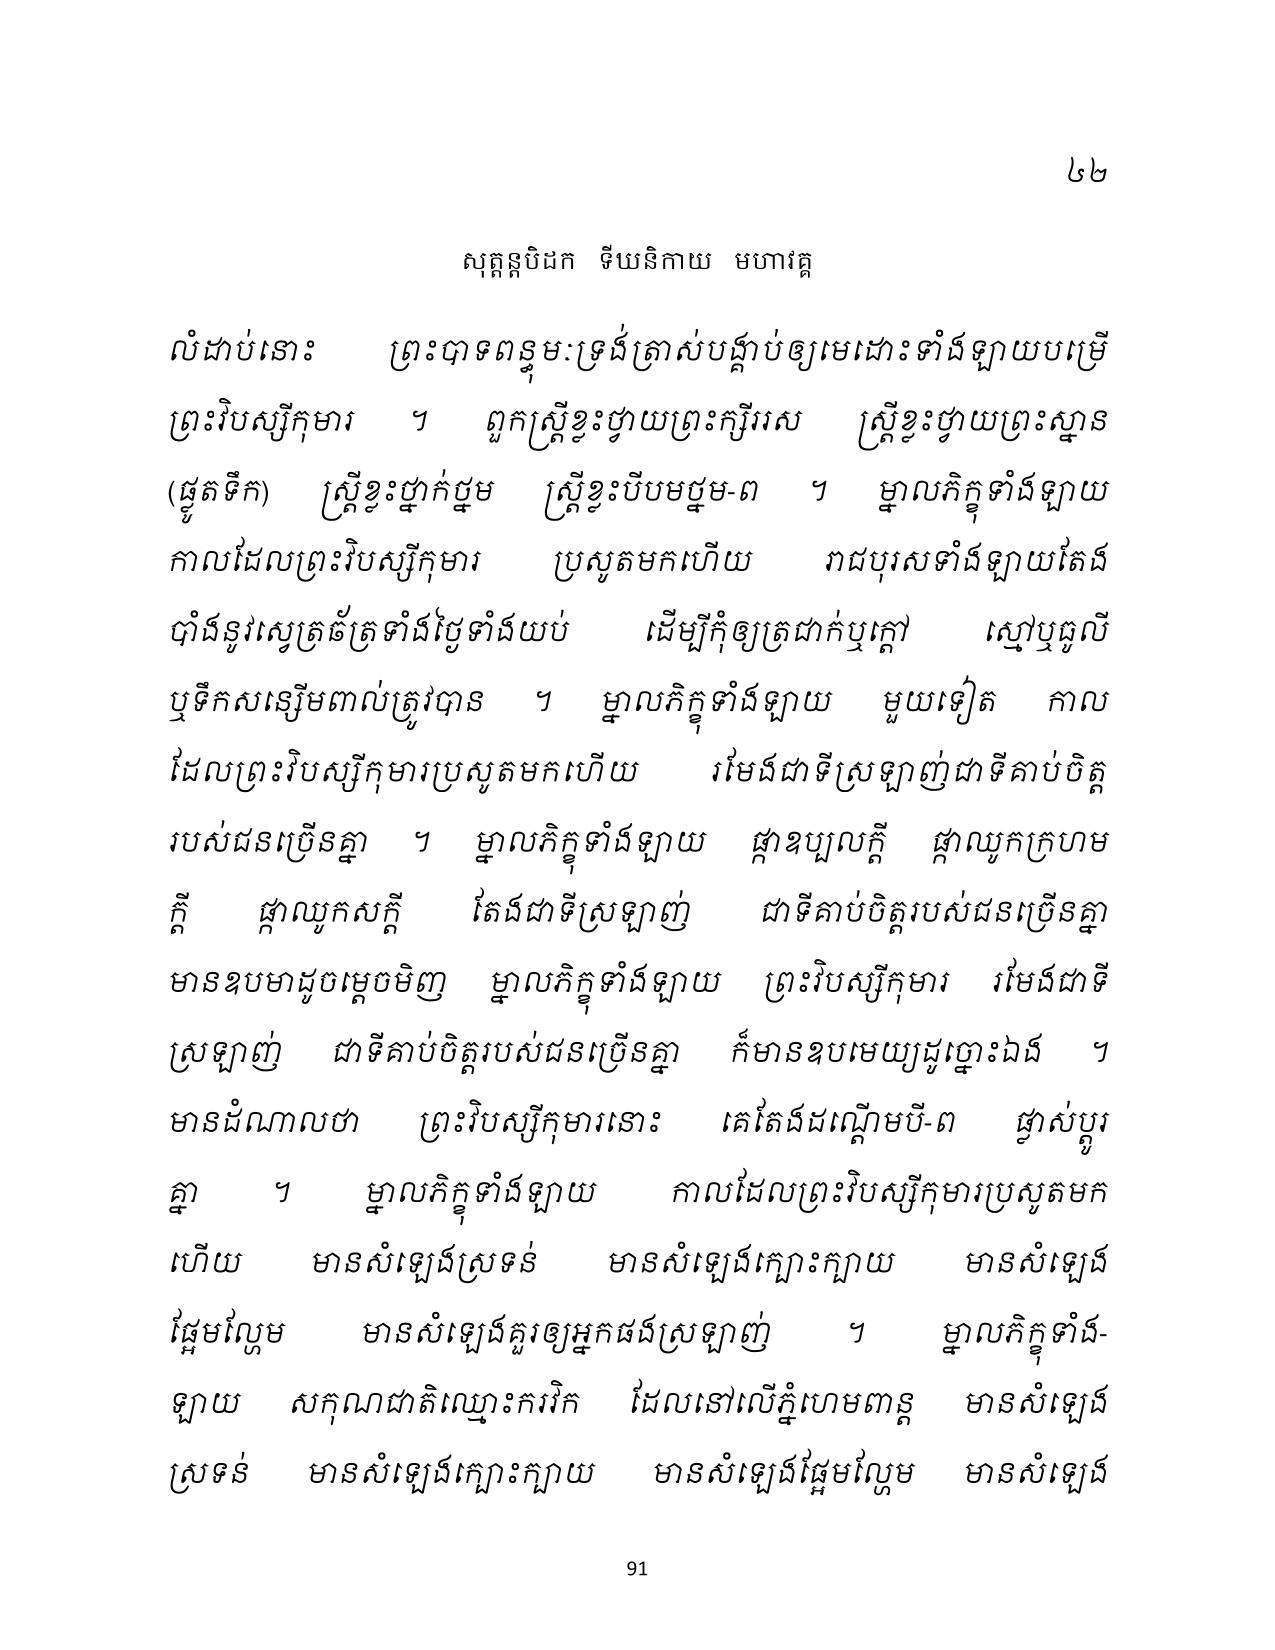 ៤២
សុត្តន្តបិដក ទីឃនិកាយ មហាវគ្គ
លំដាប់នោះ ព្រះបាទពន្ធុមៈទ្រង់ត្រាស់បង្គាប់ឲ្យមេដោះទាំងឡាយបម្រើ
ព្រះវិបស្សីកុមារ ។ ពួកស្ត្រីខ្លះថ្វាយព្រះក្សីររស ស្ត្រីខ្លះថ្វាយព្រះស្នាន
(ផ្លូតទឹក) ស្ត្រីខ្លះថ្នាក់ថ្នម ស្ត្រីខ្លះបីបមថ្នម-ព ។ ម្នាលភិក្ខុទាំងឡាយ
កាលដែលព្រះវិបស្សីកុមារ ប្រសូតមកហើយ រាជបុរសទាំងឡាយតែង
បាំងនូវស្វេត្រឆ័ត្រទាំងថ្ងៃទាំងយប់ ដើម្បីកុំឲ្យត្រជាក់ឬក្តៅ ស្មៅឬធូលី
ឬទឹកសន្សើមពាល់ត្រូវបាន ។ ម្នាលភិក្ខុទាំងឡាយ មួយទៀត កាល
ដែលព្រះវិបស្សីកុមារប្រសូតមកហើយ រមែងជាទីស្រឡាញ់ជាទីគាប់ចិត្ត
របស់ជនច្រើនគ្នា ។ ម្នាលភិក្ខុទាំងឡាយ ផ្កាឧប្បលក្តី ផ្កាឈូកក្រហម
ក្តី ផ្កាឈូកសក្តី តែងជាទីស្រឡាញ់ ជាទីគាប់ចិត្តរបស់ជនច្រើនគ្នា
មានឧបមាដូចម្តេចមិញ ម្នាលភិក្ខុទាំងឡាយ ព្រះវិបស្សីកុមារ រមែងជាទី
ស្រឡាញ់ ជាទីគាប់ចិត្តរបស់ជនច្រើនគ្នា ក៏មានឧបមេយ្យដូច្នោះឯង ។
មានដំណាលថា ព្រះវិបស្សីកុមារនោះ គេតែងដណ្តើមបី-ព ផ្លាស់ប្តូរ
គ្នា ។ ម្នាលភិក្ខុទាំងឡាយ កាលដែលព្រះវិបស្សីកុមារប្រសូតមក
ហើយ មានសំឡេងស្រទន់ មានសំឡេងក្បោះក្បាយ មានសំឡេង
ផ្អែមល្ហែម មានសំឡេងគួរឲ្យអ្នកផងស្រឡាញ់ ។ ម្នាលភិក្ខុទាំង-
ឡាយ សកុណជាតិឈ្មោះករវិក ដែលនៅលើភ្នំហេមពាន្ត មានសំឡេង
ស្រទន់ មានសំឡេងក្បោះក្បាយ មានសំឡេងផ្អែមល្ហែម មានសំឡេង
91